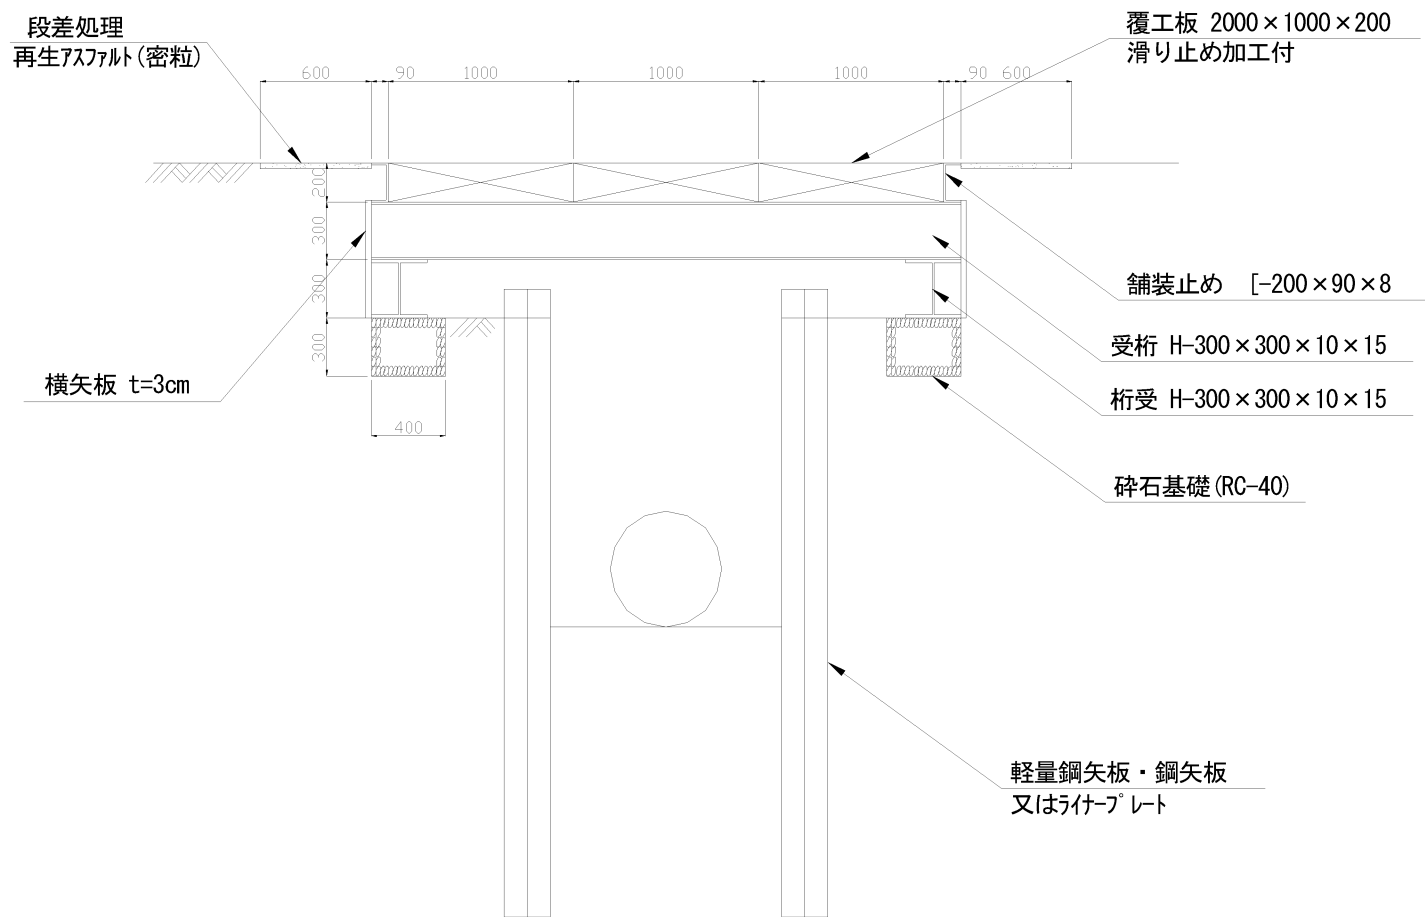 段差処理
再生アスファルト(密粒)
覆工板 2000×1000×200
滑り止め加工付
600
90
1000
1000
1000
90
600
200
300
300
300
400
舗装止め [-200×90×8
受桁 H-300×300×10×15
桁受 H-300×300×10×15
横矢板 t=3cm
砕石基礎(RC-40)
軽量鋼矢板・鋼矢板
又はライナープレート